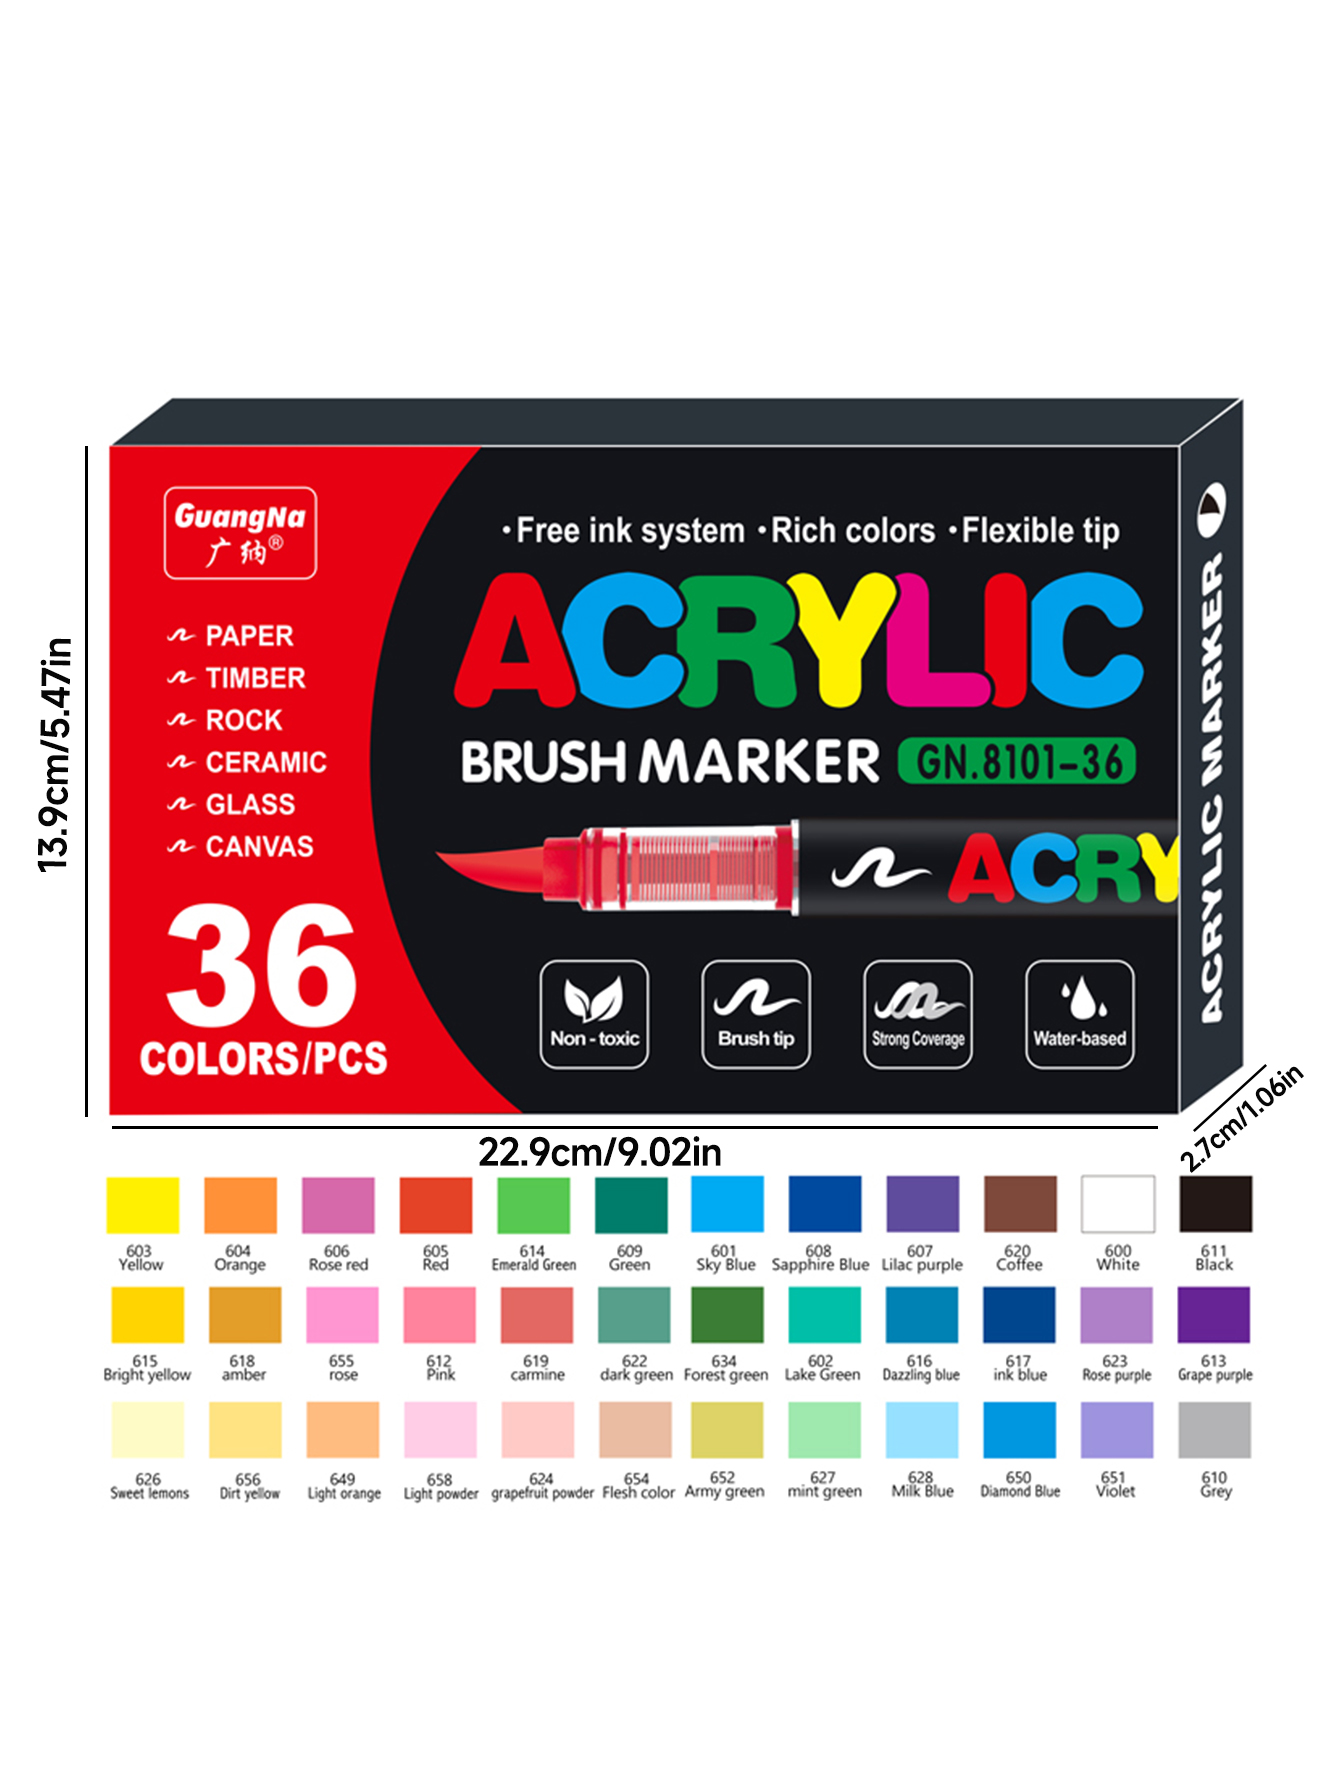 GuangNa
广纳®
·Free ink system ·Rich colors ·Flexible tip
ACRYLIC
BRUSH MARKER GN.8101-36
PAPER
TIMBER
ROCK
CERAMIC
GLASS
CANVAS
ACRY
36
COLORS/PCS
Non-toxic
Brush tip
Strong Coverage
Water-based
ACRYLIC MARKER
13.9cm/5.47in
22.9cm/9.02in
2.7cm/1.06in
603 604 606 605 614 609 601 608 607 620 600 611
Yellow Orange Rose red Red Emerald Green Green Sky Blue Sapphire Blue Lilac purple Coffee White Black
615 618 655 612 619 622 634 602 616 617 623 613
Bright yellow amber rose Pink carmine dark green Forest green Lake Green Dazzling blue ink blue Rose purple Grape purple
626 656 649 658 624 654 652 627 628 650 651 610
Sweet lemons Dirt yellow Light orange Light powder grapefruit powder Flesh color Army green mint green Milk Blue Diamond Blue Violet Grey